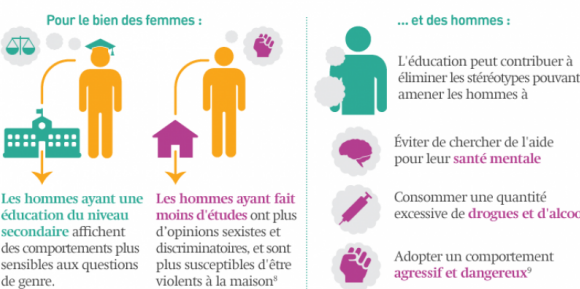 Pour le bien des femmes :
Les hommes ayant une
éducation du niveau
secondaire affichent
des comportements plus
sensibles aux questions
de genre.
Les hommes ayant fait
moins d'études ont plus
d'opinions sexistes et
discriminatoires, et sont
plus susceptibles d'être
violents à la maison⁸
... et des hommes :
L'éducation peut contribuer à
éliminer les stéréotypes pouvant
amener les hommes à
Éviter de chercher de l'aide
pour leur santé mentale
Consommer une quantité
excessive de drogues et d'alcoo
Adopter un comportement
agressif et dangereux⁹